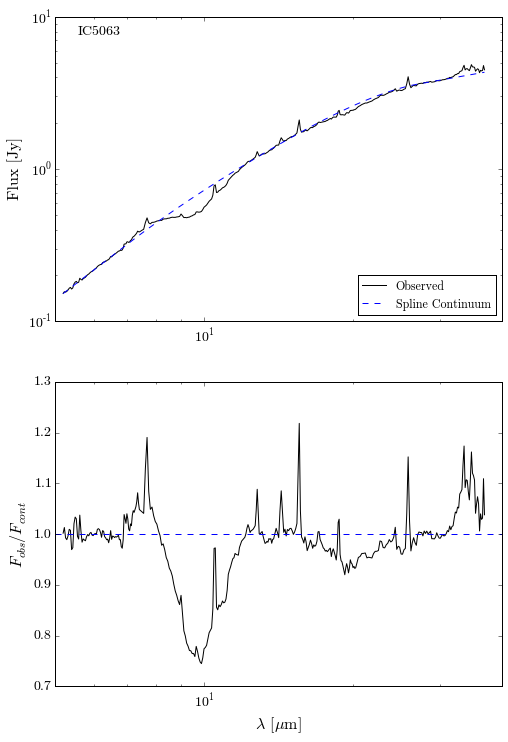 IC5063
10^1
10^0
10^-1
Flux [Jy]
Observed
Spline Continuum
10^1
1.3
1.2
1.1
1.0
0.9
0.8
0.7
F_obs/F_cont
10^1
λ [μm]